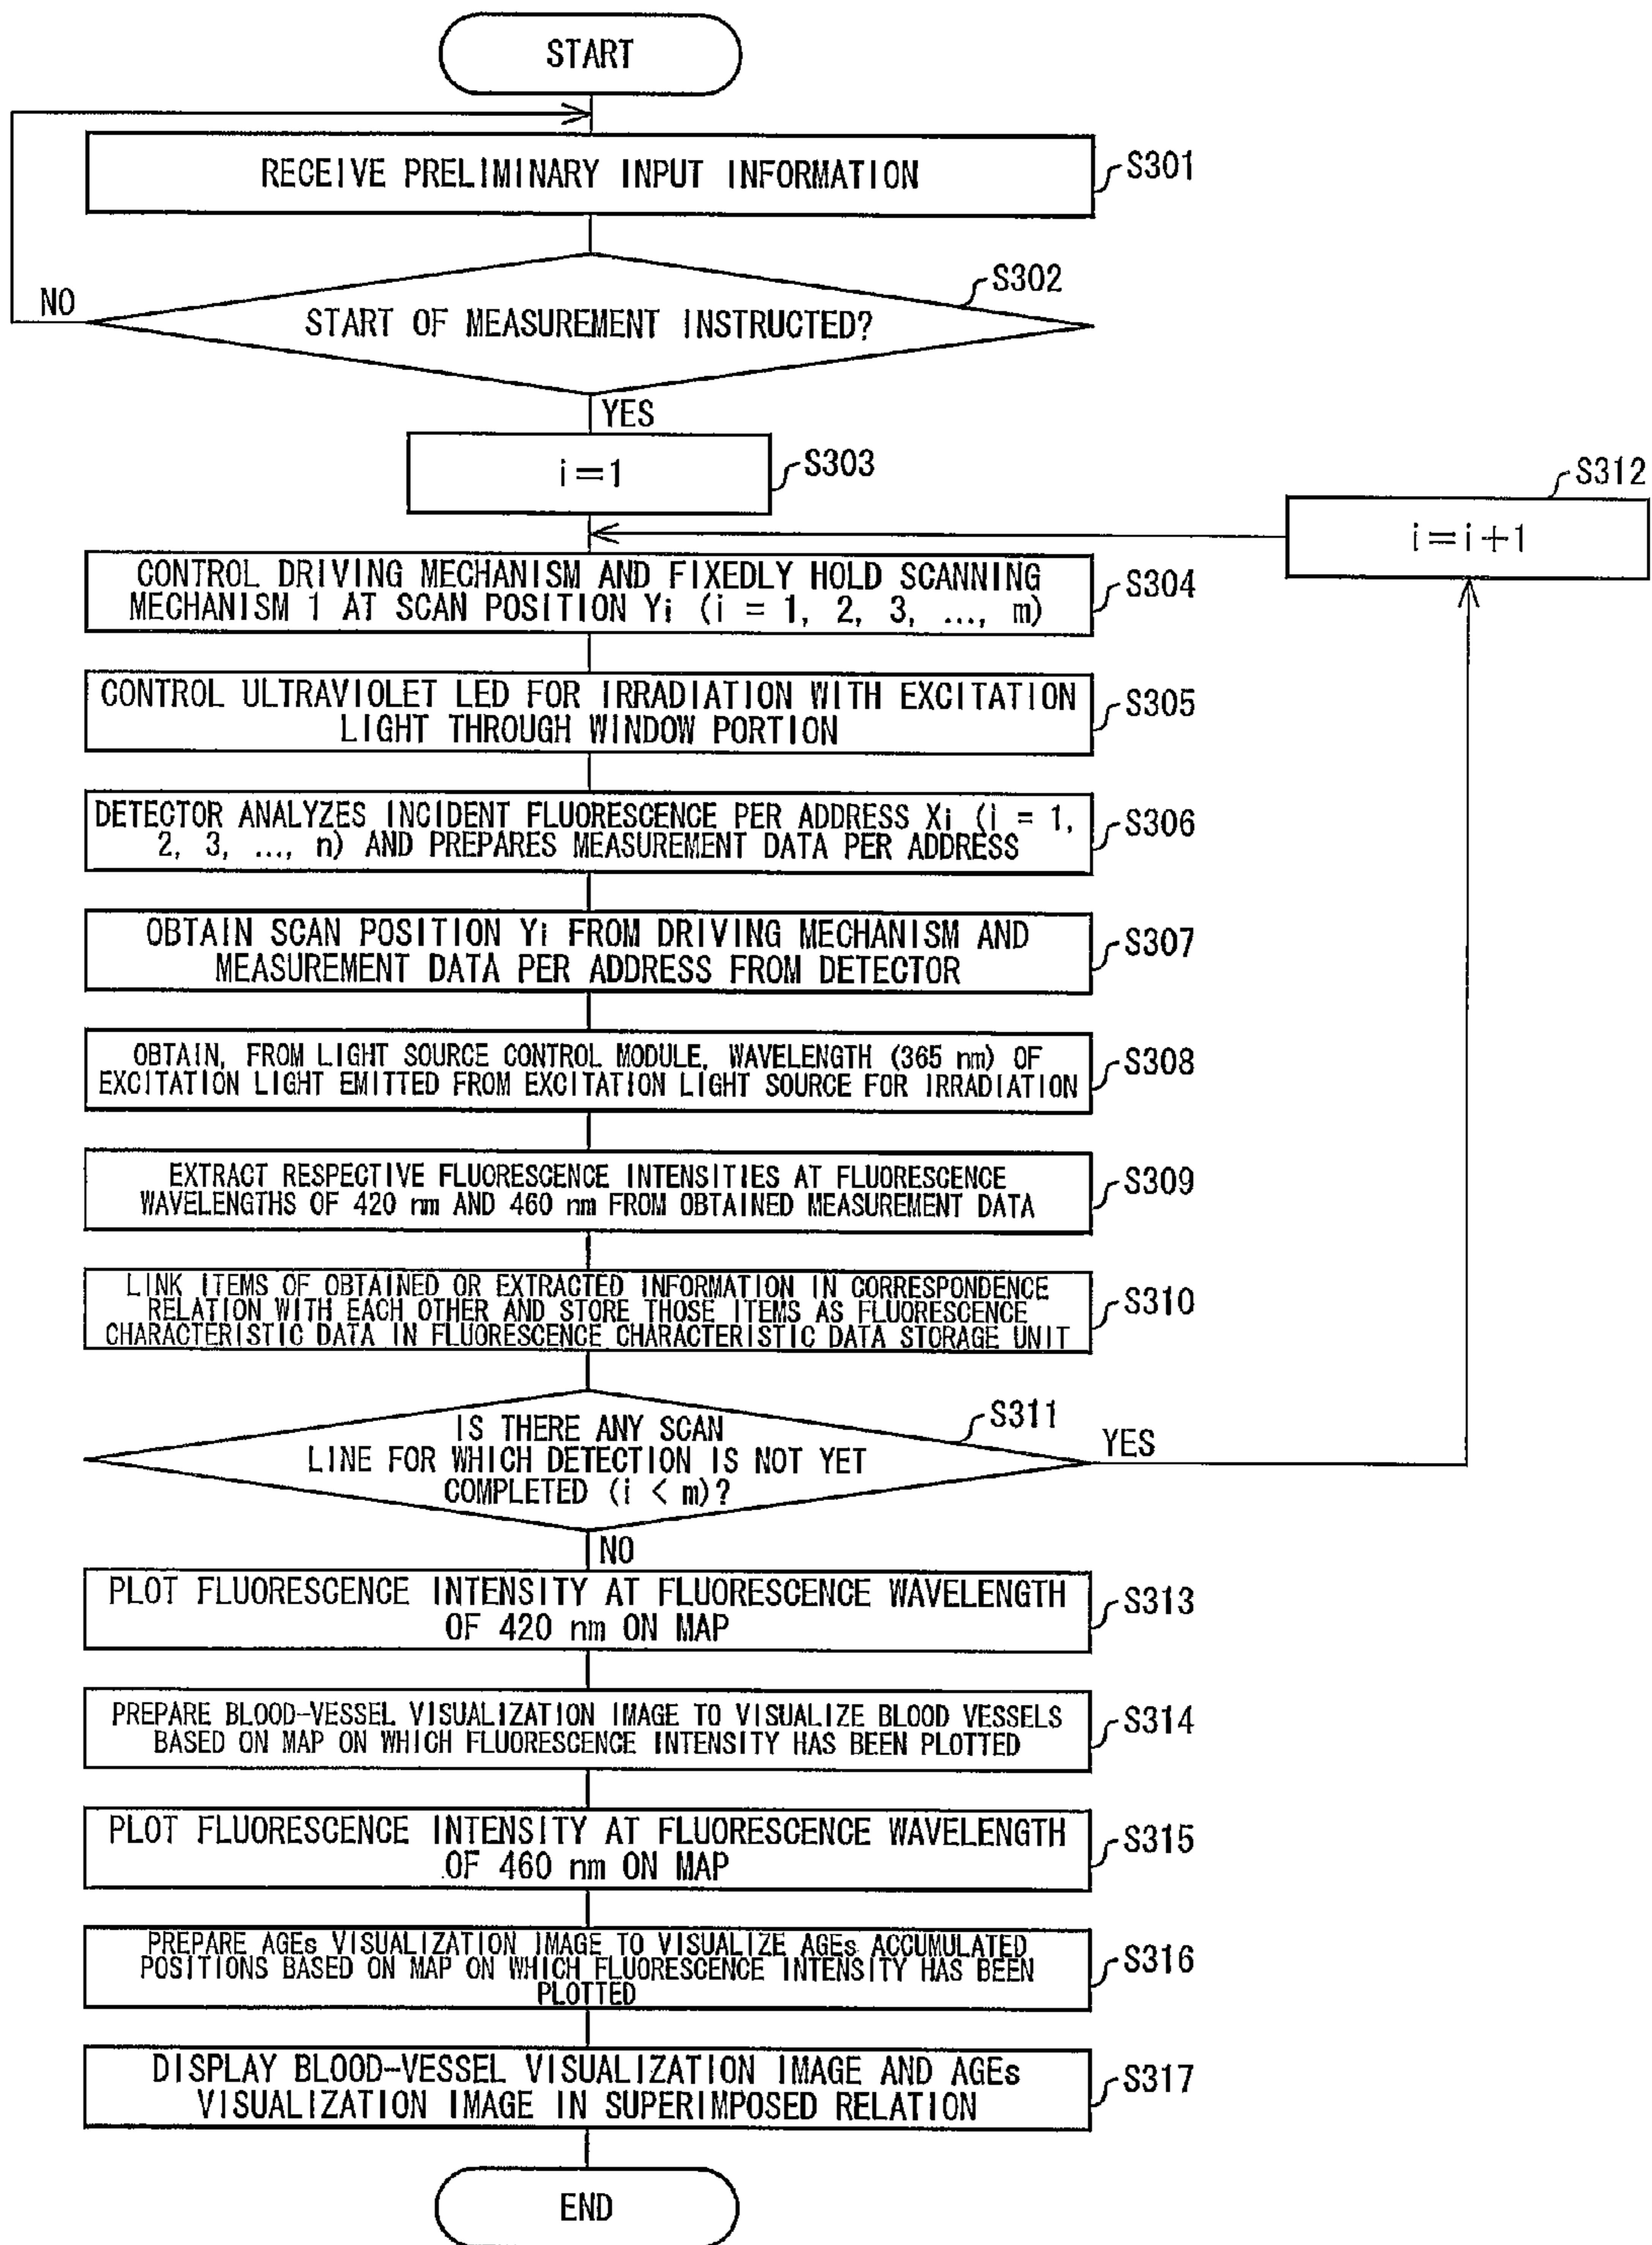 START
RECEIVE PRELIMINARY INPUT INFORMATION
S301
S302
NO
START OF MEASUREMENT INSTRUCTED?
YES
i=1
S303
S312
i=i+1
CONTROL DRIVING MECHANISM AND FIXEDLY HOLD SCANNING
MECHANISM 1 AT SCAN POSITION Yi (i = 1, 2, 3, ..., m)
S304
CONTROL ULTRAVIOLET LED FOR IRRADIATION WITH EXCITATION
LIGHT THROUGH WINDOW PORTION
S305
DETECTOR ANALYZES INCIDENT FLUORESCENCE PER ADDRESS Xi (i = 1,
2, 3, ..., n) AND PREPARES MEASUREMENT DATA PER ADDRESS
S306
OBTAIN SCAN POSITION Yi FROM DRIVING MECHANISM AND
MEASUREMENT DATA PER ADDRESS FROM DETECTOR
S307
OBTAIN, FROM LIGHT SOURCE CONTROL MODULE, WAVELENGTH (365 nm) OF
EXCITATION LIGHT EMITTED FROM EXCITATION LIGHT SOURCE FOR IRRADIATION
S308
EXTRACT RESPECTIVE FLUORESCENCE INTENSITIES AT FLUORESCENCE
WAVELENGTHS OF 420 nm AND 460 nm FROM OBTAINED MEASUREMENT DATA
S309
LINK ITEMS OF OBTAINED OR EXTRACTED INFORMATION IN CORRESPONDENCE
RELATION WITH EACH OTHER AND STORE THOSE ITEMS AS FLUORESCENCE
CHARACTERISTIC DATA IN FLUORESCENCE CHARACTERISTIC DATA STORAGE UNIT
S310
S311
IS THERE ANY SCAN
LINE FOR WHICH DETECTION IS NOT YET
COMPLETED (i < m)?
YES
NO
PLOT FLUORESCENCE INTENSITY AT FLUORESCENCE WAVELENGTH
OF 420 nm ON MAP
S313
PREPARE BLOOD-VESSEL VISUALIZATION IMAGE TO VISUALIZE BLOOD VESSELS
BASED ON MAP ON WHICH FLUORESCENCE INTENSITY HAS BEEN PLOTTED
S314
PLOT FLUORESCENCE INTENSITY AT FLUORESCENCE WAVELENGTH
OF 460 nm ON MAP
S315
PREPARE AGEs VISUALIZATION IMAGE TO VISUALIZE AGEs ACCUMULATED
POSITIONS BASED ON MAP ON WHICH FLUORESCENCE INTENSITY HAS BEEN
PLOTTED
S316
DISPLAY BLOOD-VESSEL VISUALIZATION IMAGE AND AGEs
VISUALIZATION IMAGE IN SUPERIMPOSED RELATION
S317
END